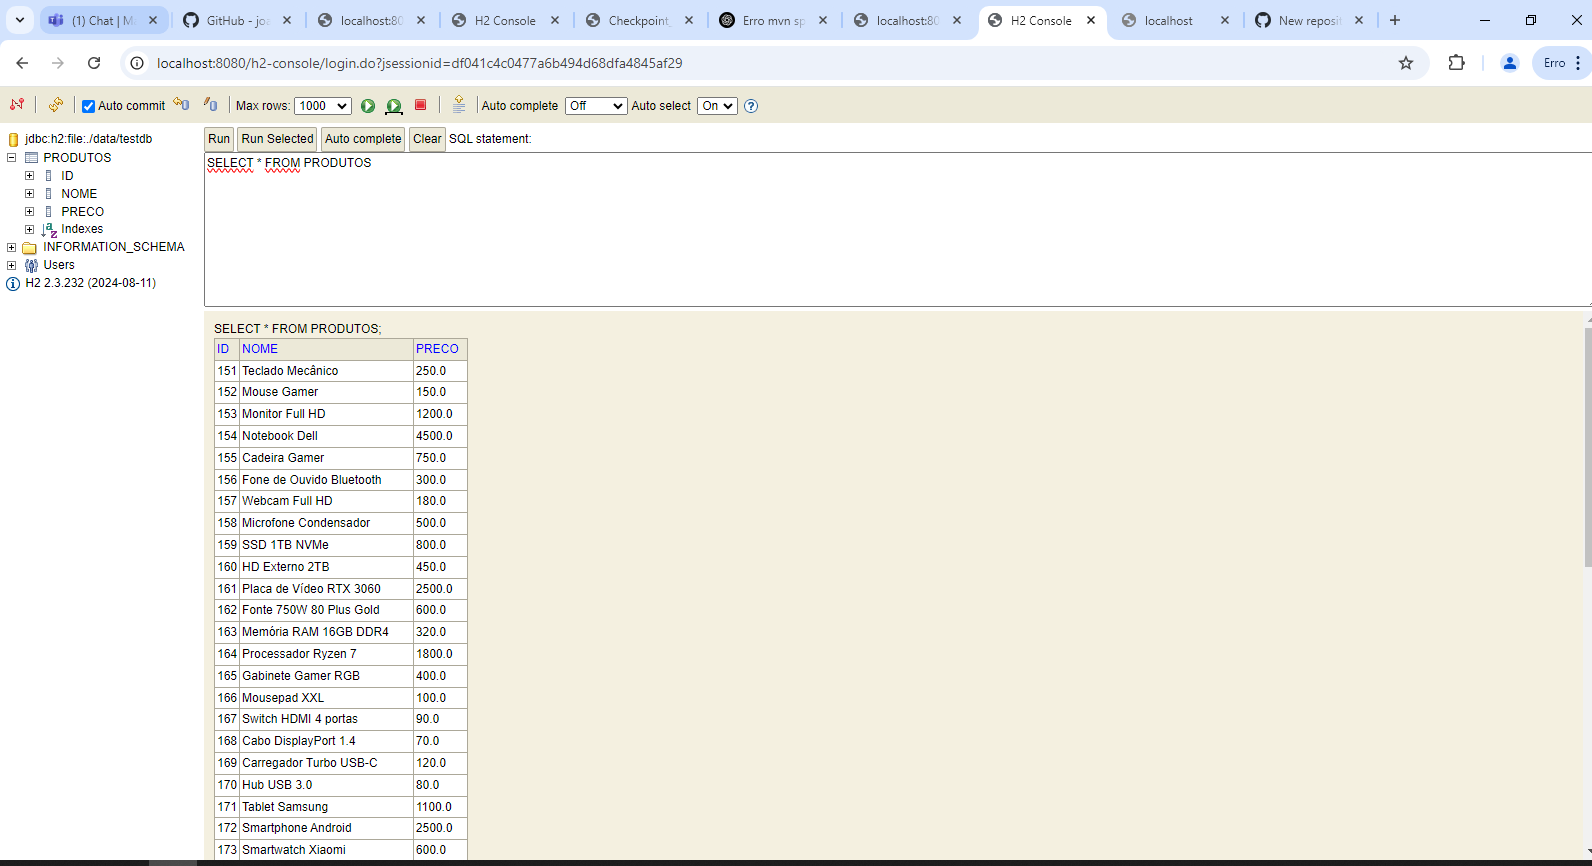 (1) Chat | M
GitHub - joa
localhost:80
H2 Console
Checkpoint_
Erro mvn sp
localhost:80
H2 Console
localhost
New reposit
localhost:8080/h2-console/login.do?jsessionid=df041c4c0477a6b494d68dfa4845af29
Erro
Auto commit
Max rows: 1000
Auto complete Off
Auto select On
jdbc:h2:file:./data/testdb
PRODUTOS
ID
NOME
PRECO
Indexes
INFORMATION_SCHEMA
Users
H2 2.3.232 (2024-08-11)
Run Run Selected Auto complete Clear SQL statement:
SELECT * FROM PRODUTOS
SELECT * FROM PRODUTOS;
ID NOME PRECO
151 Teclado Mecânico 250.0
152 Mouse Gamer 150.0
153 Monitor Full HD 1200.0
154 Notebook Dell 4500.0
155 Cadeira Gamer 750.0
156 Fone de Ouvido Bluetooth 300.0
157 Webcam Full HD 180.0
158 Microfone Condensador 500.0
159 SSD 1TB NVMe 800.0
160 HD Externo 2TB 450.0
161 Placa de Vídeo RTX 3060 2500.0
162 Fonte 750W 80 Plus Gold 600.0
163 Memória RAM 16GB DDR4 320.0
164 Processador Ryzen 7 1800.0
165 Gabinete Gamer RGB 400.0
166 Mousepad XXL 100.0
167 Switch HDMI 4 portas 90.0
168 Cabo DisplayPort 1.4 70.0
169 Carregador Turbo USB-C 120.0
170 Hub USB 3.0 80.0
171 Tablet Samsung 1100.0
172 Smartphone Android 2500.0
173 Smartwatch Xiaomi 600.0